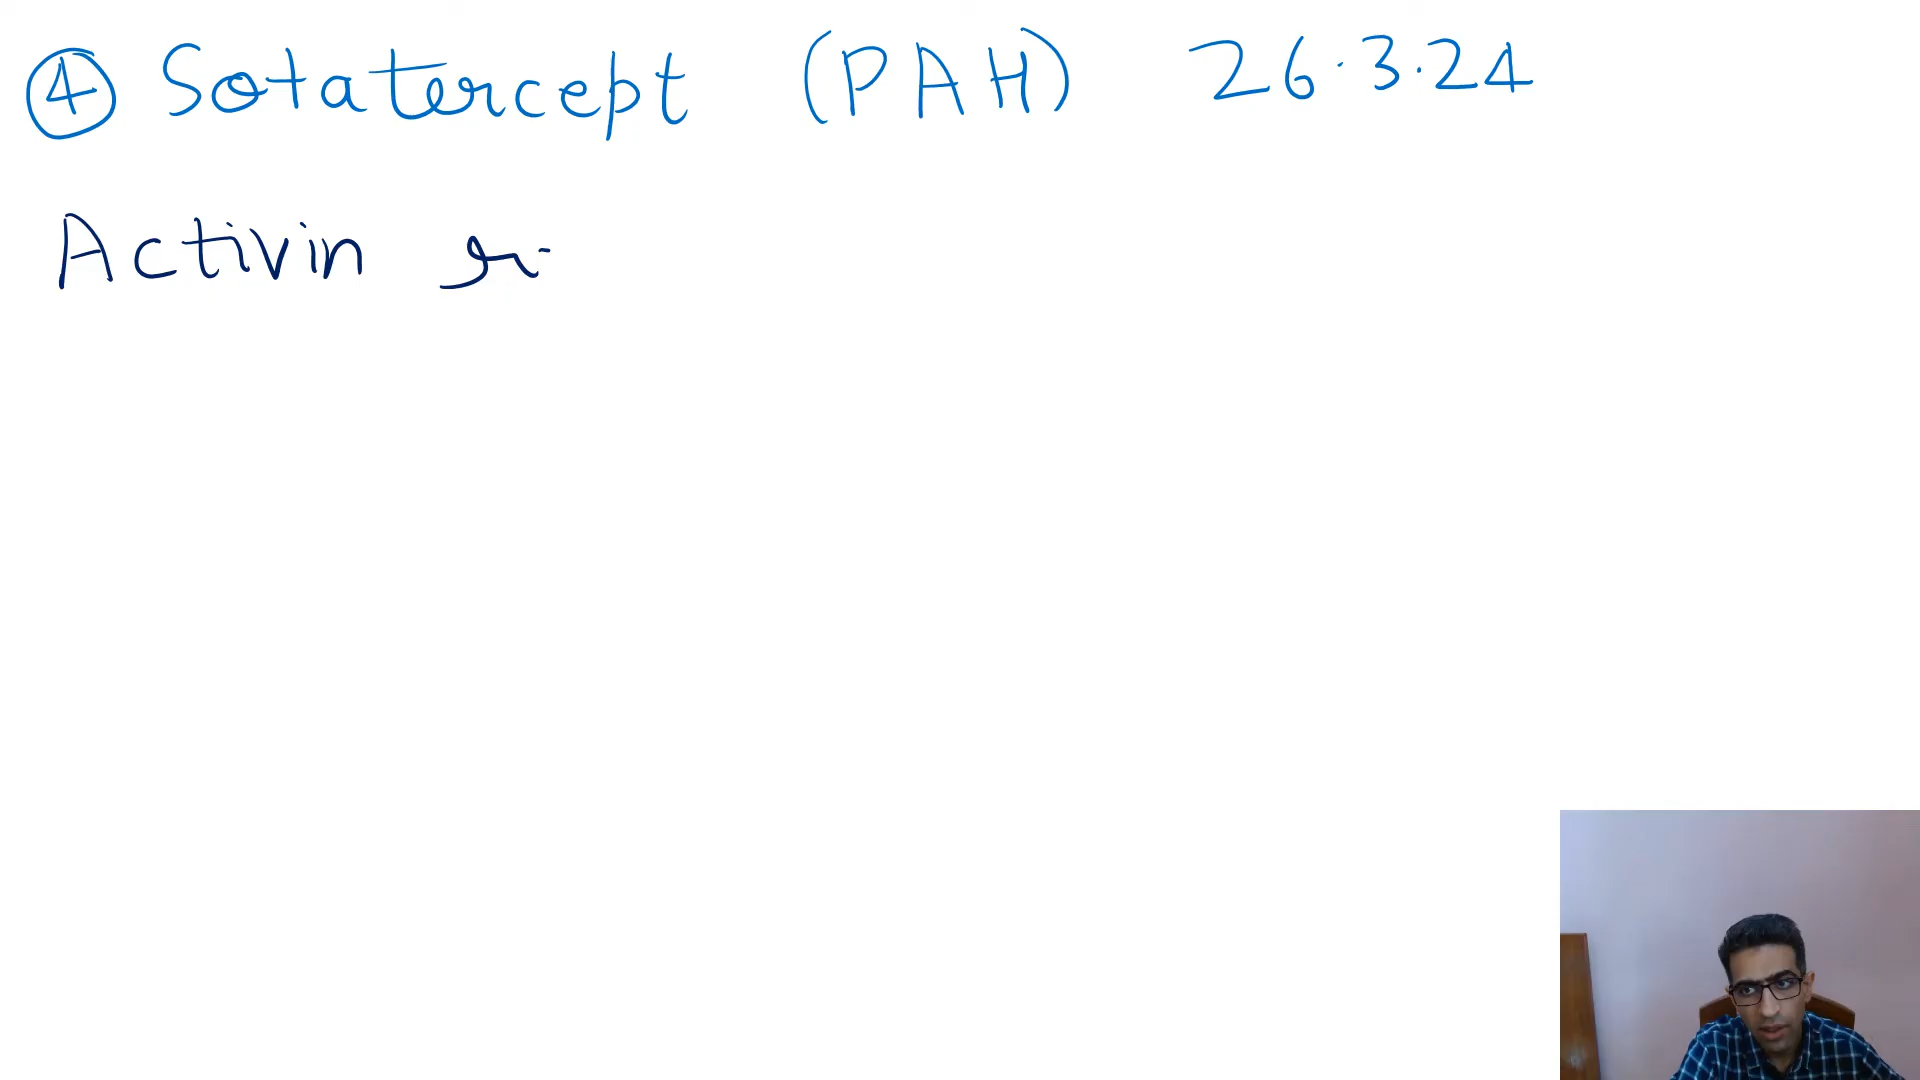 ④ Sotatercept (PAH) 26.3.24
Activin